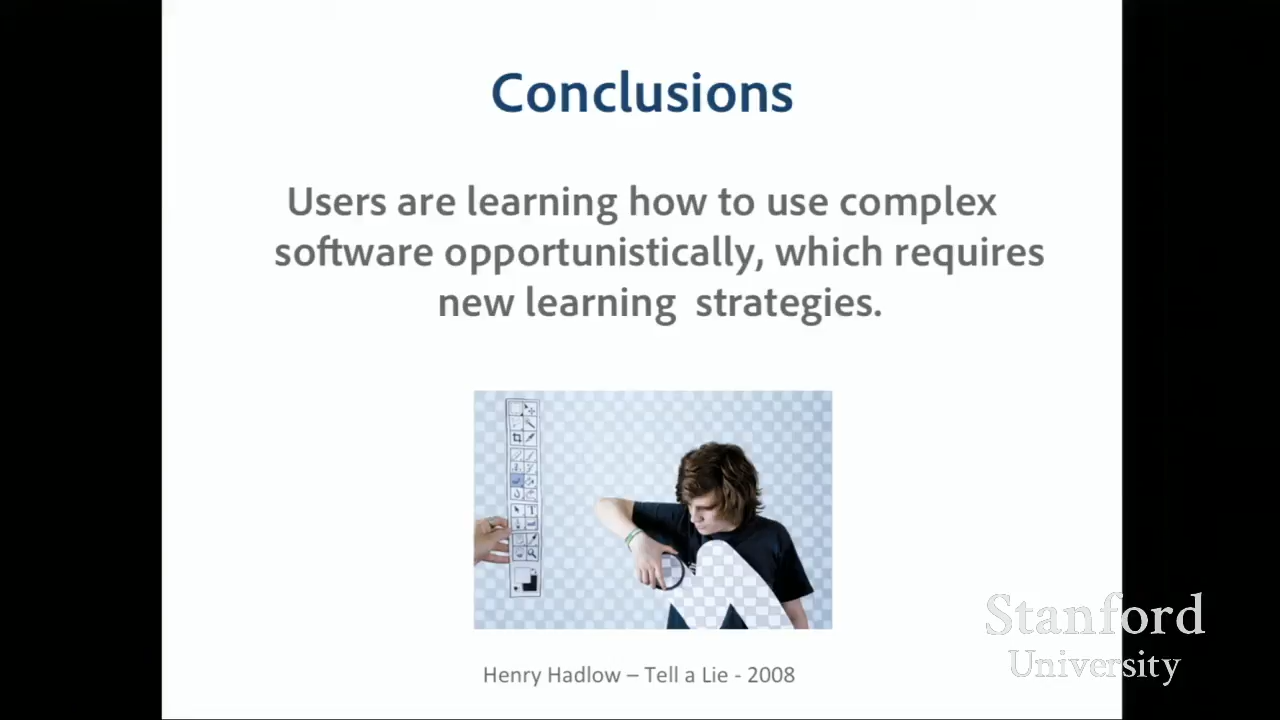 Conclusions
Users are learning how to use complex
software opportunistically, which requires
new learning strategies.
Henry Hadlow – Tell a Lie - 2008
Stanford
University